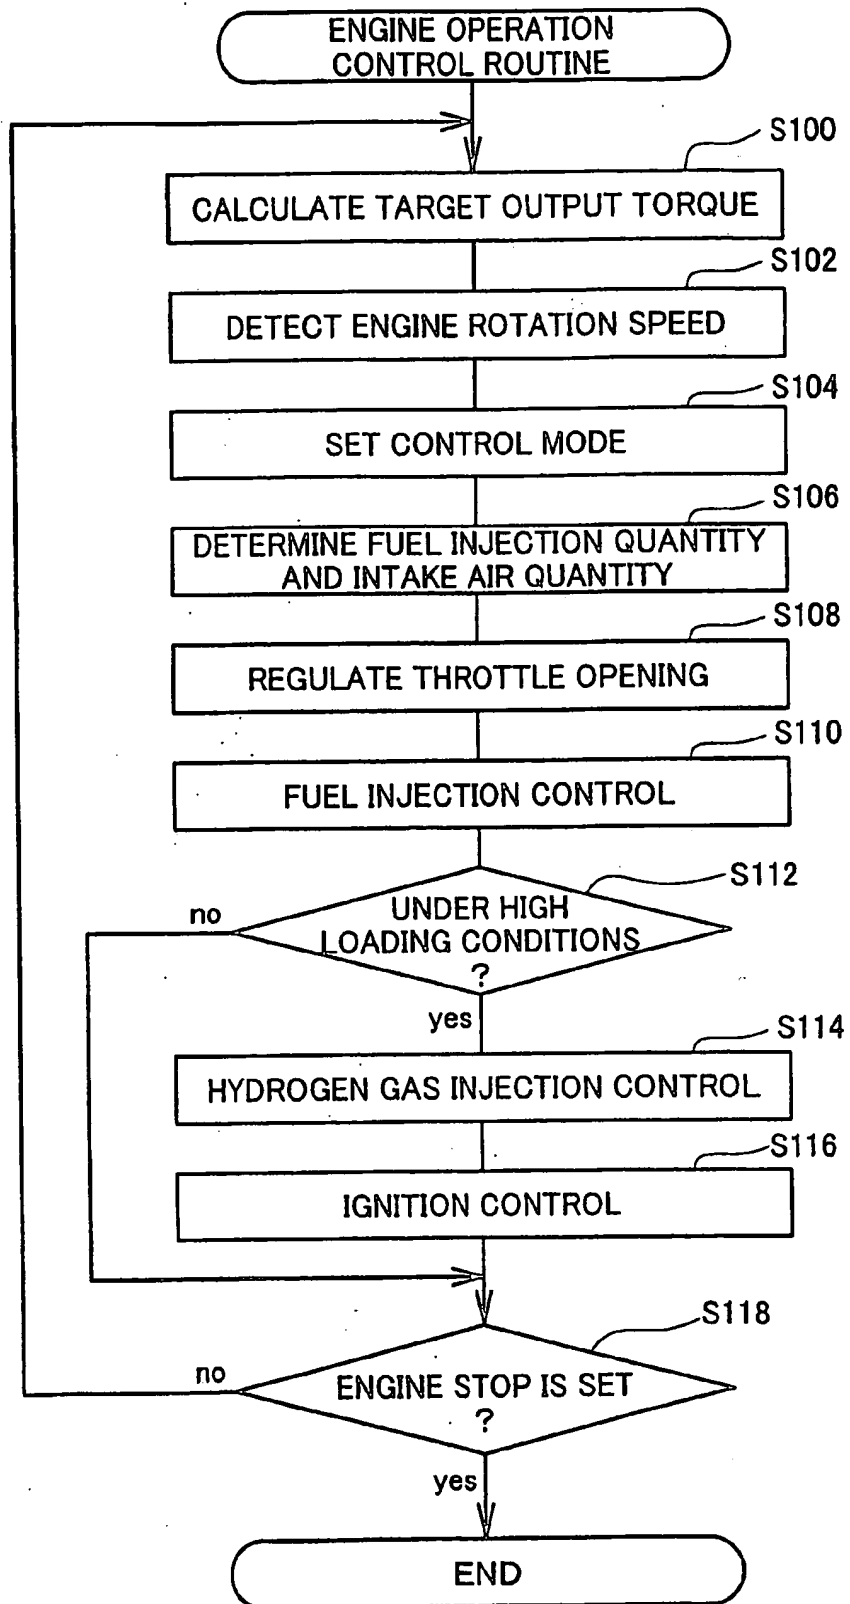 ENGINE OPERATION
CONTROL ROUTINE
S100
CALCULATE TARGET OUTPUT TORQUE
S102
DETECT ENGINE ROTATION SPEED
S104
SET CONTROL MODE
S106
DETERMINE FUEL INJECTION QUANTITY
AND INTAKE AIR QUANTITY
S108
REGULATE THROTTLE OPENING
S110
FUEL INJECTION CONTROL
S112
no
UNDER HIGH
LOADING CONDITIONS
?
yes
S114
HYDROGEN GAS INJECTION CONTROL
S116
IGNITION CONTROL
S118
no
ENGINE STOP IS SET
?
yes
END